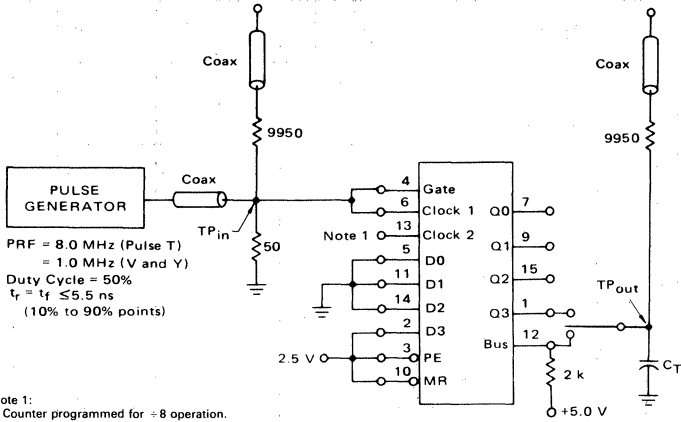 Coax
Coax
9950
9950
PULSE
GENERATOR
Coax
TPin
50
PRF = 8.0 MHz (Pulse T)
= 1.0 MHz (V and Y)
Duty Cycle = 50%
tr = tf ≤5.5 ns
(10% to 90% points)
4 Gate
6 Clock 1
Note 1 13 Clock 2
5 D0
11 D1
14 D2
2 D3
2.5 V 3 PE
10 MR
Q0 7
Q1 9
Q2 15
Q3 1
Bus 12
TPout
2 k
CT
+5.0 V
ote 1:
Counter programmed for ÷8 operation.